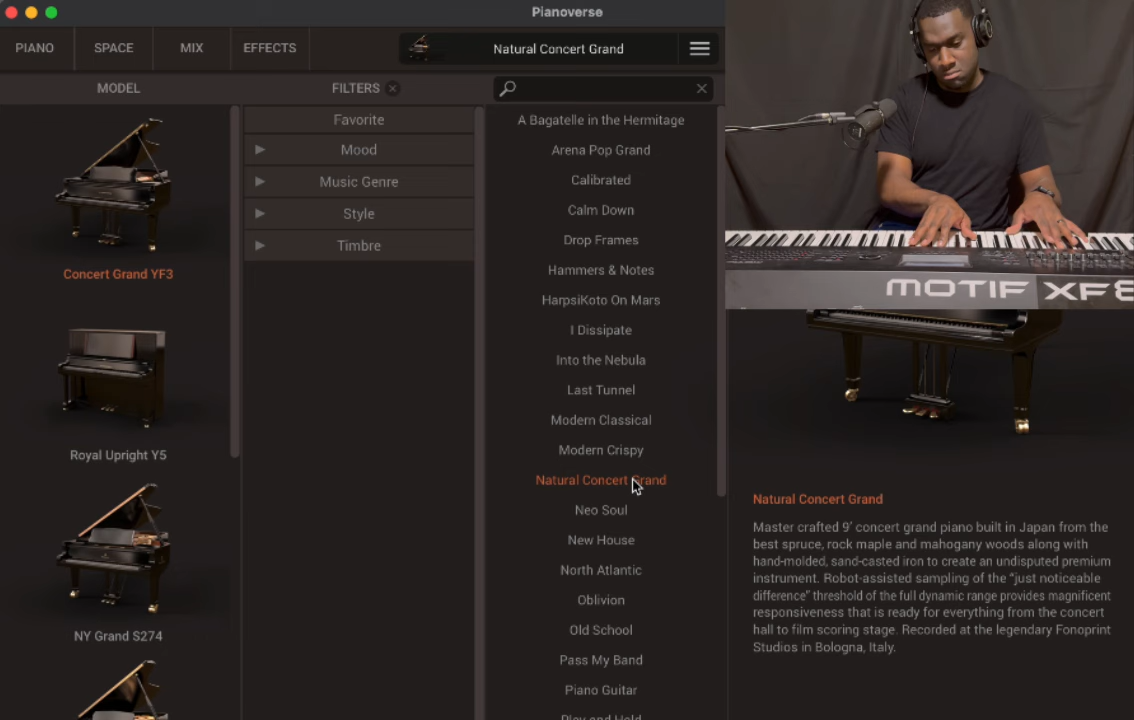 Pianoverse
PIANO
SPACE
MIX
EFFECTS
Natural Concert Grand
MODEL
FILTERS
Concert Grand YF3
Royal Upright Y5
NY Grand S274
Favorite
Mood
Music Genre
Style
Timbre
A Bagatelle in the Hermitage
Arena Pop Grand
Calibrated
Calm Down
Drop Frames
Hammers & Notes
HarpsiKoto On Mars
I Dissipate
Into the Nebula
Last Tunnel
Modern Classical
Modern Crispy
Natural Concert Grand
Neo Soul
New House
North Atlantic
Oblivion
Old School
Pass My Band
Piano Guitar
Play and Hold
MOTIF XF8
Natural Concert Grand
Master crafted 9' concert grand piano built in Japan from the
best spruce, rock maple and mahogany woods along with
hand-molded, sand-casted iron to create an undisputed premium
instrument. Robot-assisted sampling of the "just noticeable
difference" threshold of the full dynamic range provides magnificent
responsiveness that is ready for everything from the concert
hall to film scoring stage. Recorded at the legendary Fonoprint
Studios in Bologna, Italy.